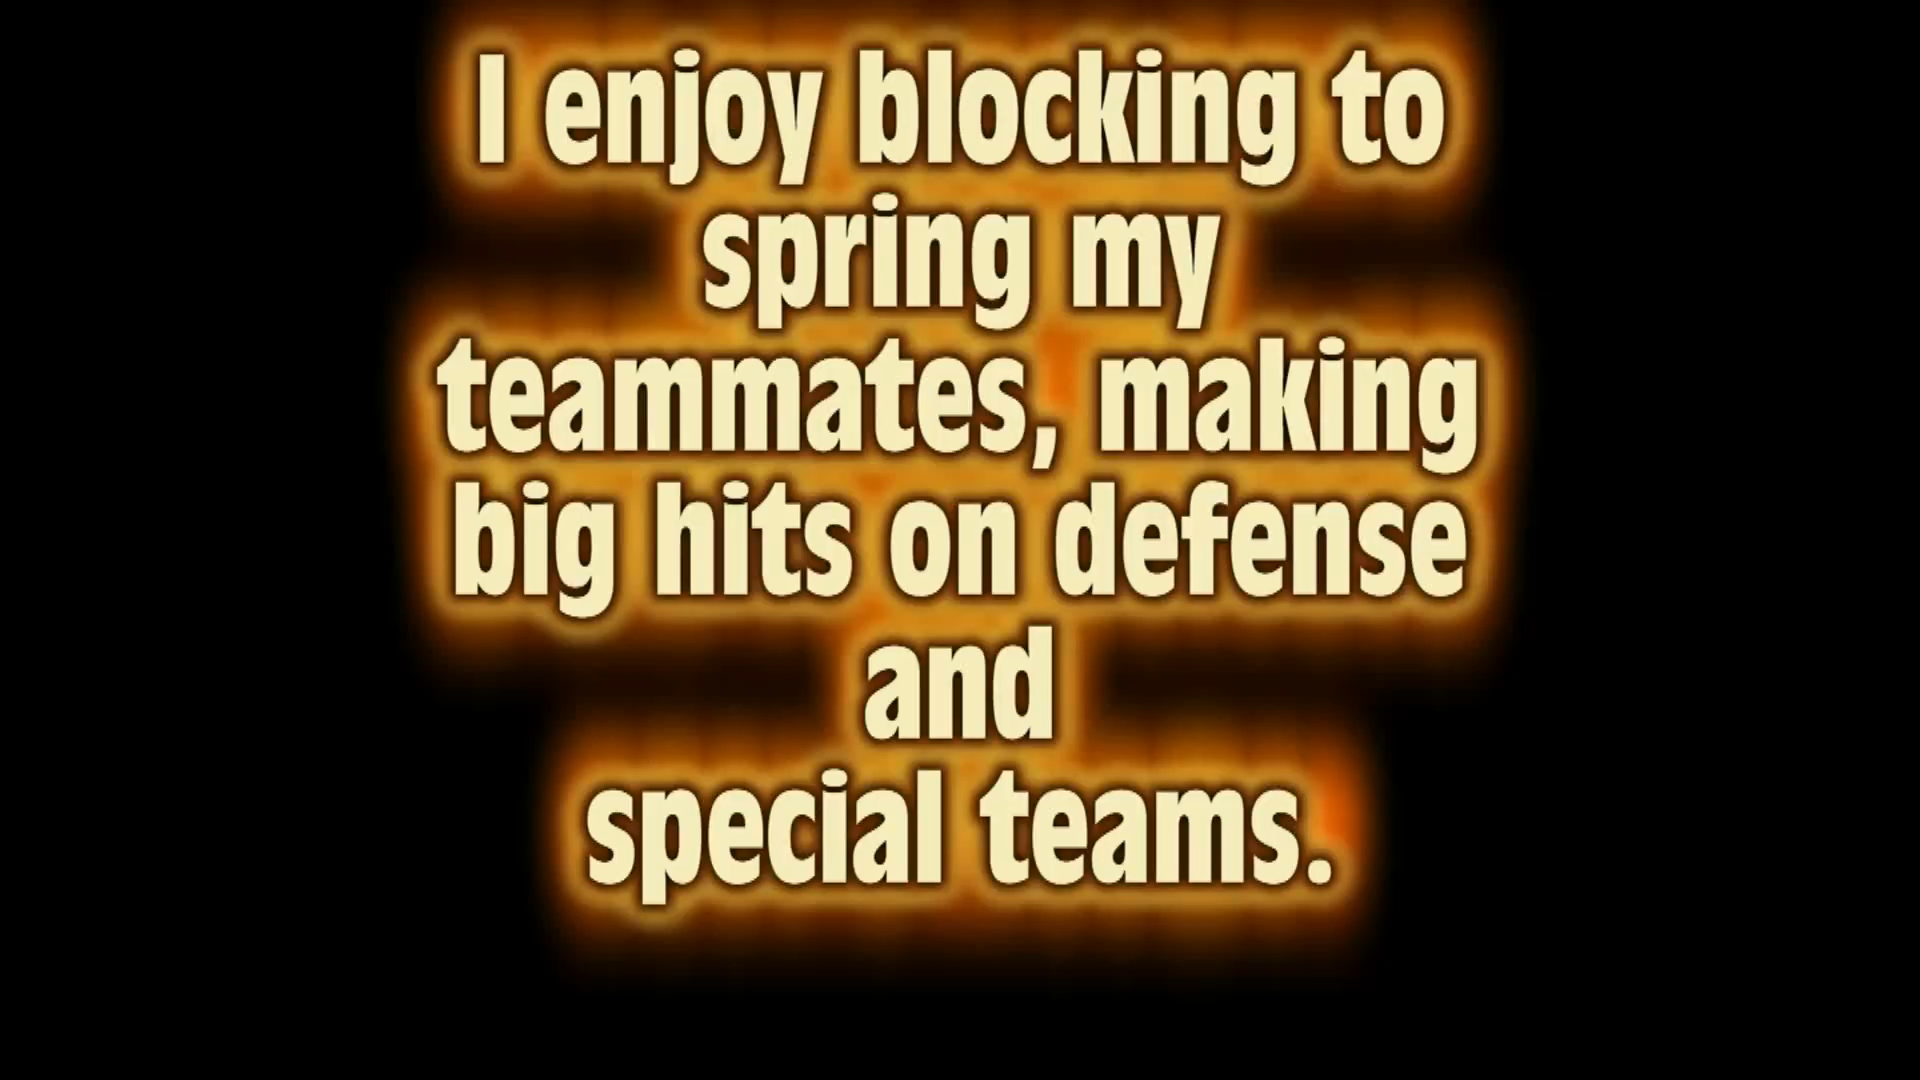 I enjoy blocking to
spring my
teammates, making
big hits on defense
and
special teams.